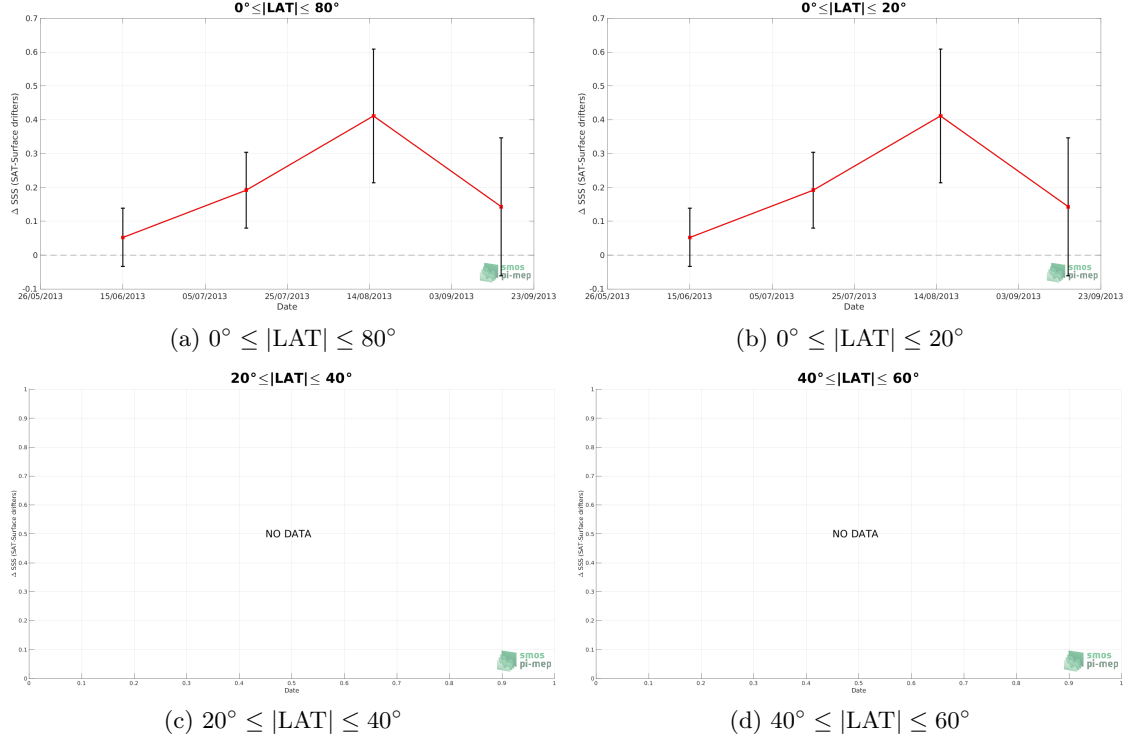 0°≤|LAT|≤ 80°
0.7
0.6
0.5
0.4
0.3
0.2
0.1
0
-0.1
Δ SSS (SAT-Surface drifters)
26/05/2013 15/06/2013 05/07/2013 25/07/2013 14/08/2013 03/09/2013 23/09/2013
Date
smos
pi-mep
(a) 0° ≤ |LAT| ≤ 80°
0°≤|LAT|≤ 20°
0.7
0.6
0.5
0.4
0.3
0.2
0.1
0
-0.1
Δ SSS (SAT-Surface drifters)
26/05/2013 15/06/2013 05/07/2013 25/07/2013 14/08/2013 03/09/2013 23/09/2013
Date
smos
pi-mep
(b) 0° ≤ |LAT| ≤ 20°
20°≤|LAT|≤ 40°
1
0.9
0.8
0.7
0.6
0.5
0.4
0.3
0.2
0.1
0
Δ SSS (SAT-Surface drifters)
NO DATA
0 0.1 0.2 0.3 0.4 0.5 0.6 0.7 0.8 0.9 1
Date
smos
pi-mep
(c) 20° ≤ |LAT| ≤ 40°
40°≤|LAT|≤ 60°
1
0.9
0.8
0.7
0.6
0.5
0.4
0.3
0.2
0.1
0
Δ SSS (SAT-Surface drifters)
NO DATA
0 0.1 0.2 0.3 0.4 0.5 0.6 0.7 0.8 0.9 1
Date
smos
pi-mep
(d) 40° ≤ |LAT| ≤ 60°